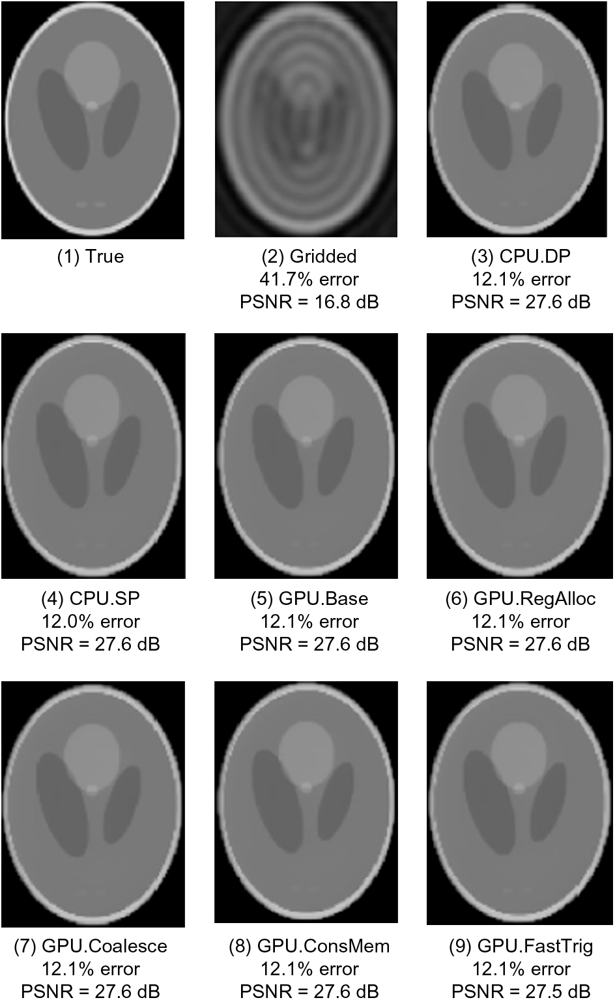 (1) True
(2) Gridded
41.7% error
PSNR = 16.8 dB
(3) CPU.DP
12.1% error
PSNR = 27.6 dB
(4) CPU.SP
12.0% error
PSNR = 27.6 dB
(5) GPU.Base
12.1% error
PSNR = 27.6 dB
(6) GPU.RegAlloc
12.1% error
PSNR = 27.6 dB
(7) GPU.Coalesce
12.1% error
PSNR = 27.6 dB
(8) GPU.ConsMem
12.1% error
PSNR = 27.6 dB
(9) GPU.FastTrig
12.1% error
PSNR = 27.5 dB